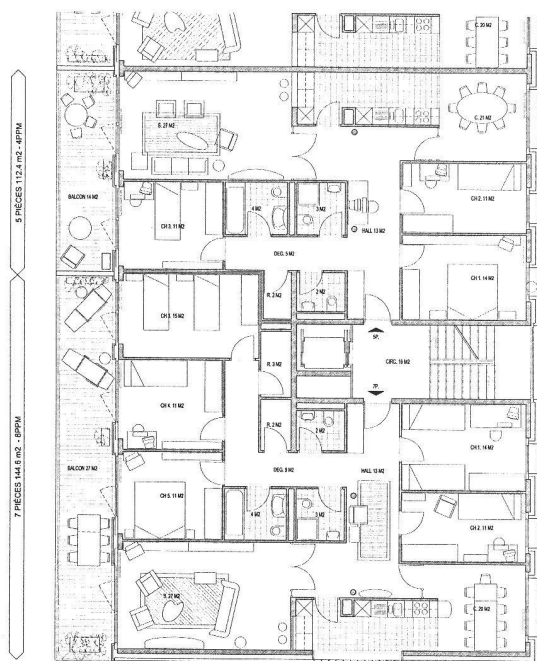 C. 20 M2
5 PIÈCES 112.4 m2 - 4PPM
S. 27 M2
C. 21 M2
BALCON 14 M2
CH 3. 11 M2
4 M2
3 M2
HALL 13 M2
CH 2. 11 M2
DEG. 5 M2
CH 1. 14 M2
R. 2 M2
2 M2
CH 3. 15 M2
5P.
R. 3 M2
CIRC. 16 M2
7P.
7 PIÈCES 144.6 m2 - 8PPM
CH 4. 11 M2
R. 2 M2
2 M2
CH 1. 14 M2
BALCON 27 M2
DEG. 9 M2
HALL 13 M2
CH 5. 11 M2
4 M2
3 M2
CH 2. 11 M2
S. 27 M2
C. 20 M2